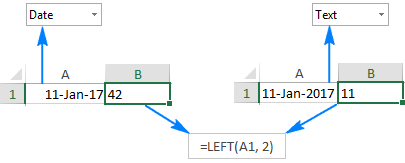 Date
Text
A B
1 11-Jan-17 42
A B
1 11-Jan-2017 11
=LEFT(A1, 2)